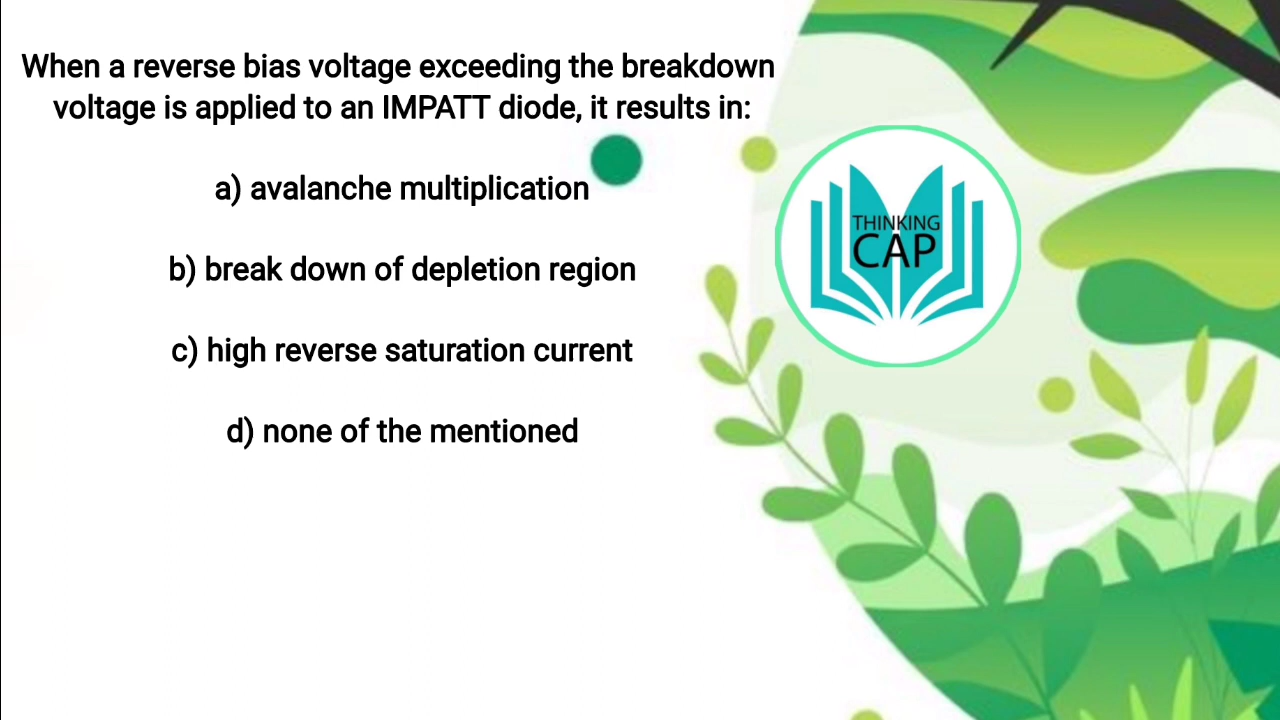 When a reverse bias voltage exceeding the breakdown
voltage is applied to an IMPATT diode, it results in:
a) avalanche multiplication
b) break down of depletion region
c) high reverse saturation current
d) none of the mentioned
THINKING
CAP